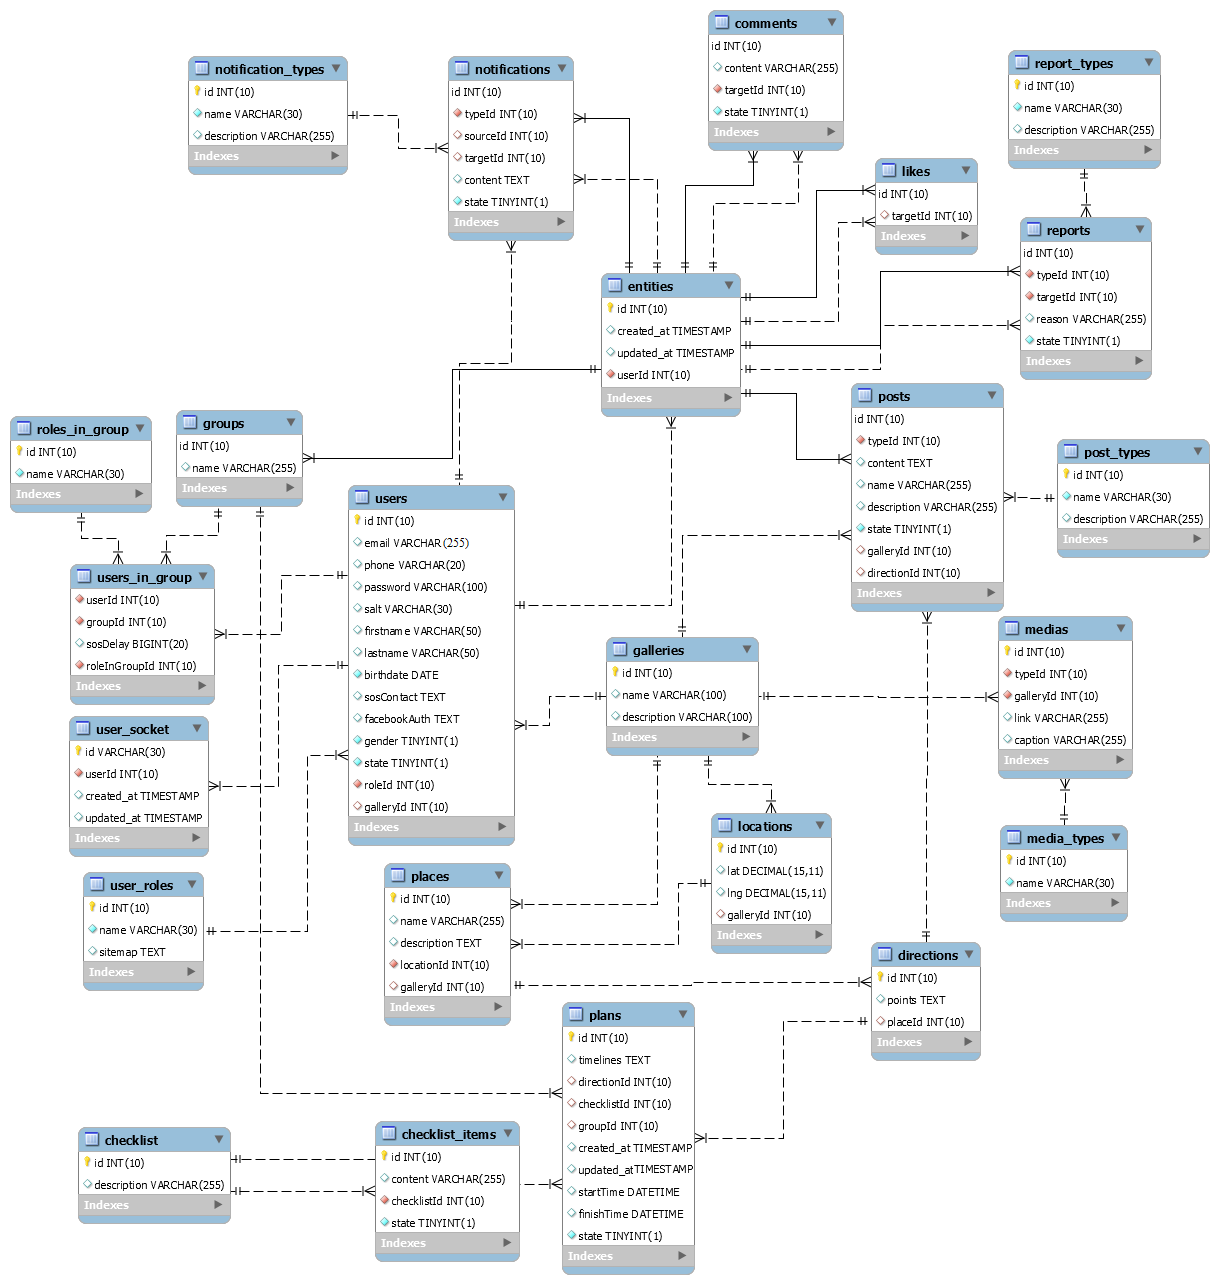 comments
id INT(10)
content VARCHAR(255)
targetId INT(10)
state TINYINT(1)
Indexes
notification_types
id INT(10)
name VARCHAR(30)
description VARCHAR(255)
Indexes
notifications
id INT(10)
typeId INT(10)
sourceId INT(10)
targetId INT(10)
content TEXT
state TINYINT(1)
Indexes
report_types
id INT(10)
name VARCHAR(30)
description VARCHAR(255)
Indexes
likes
id INT(10)
targetId INT(10)
Indexes
reports
id INT(10)
typeId INT(10)
targetId INT(10)
reason VARCHAR(255)
state TINYINT(1)
Indexes
entities
id INT(10)
created_at TIMESTAMP
updated_at TIMESTAMP
userId INT(10)
Indexes
posts
id INT(10)
typeId INT(10)
content TEXT
name VARCHAR(255)
description VARCHAR(255)
state TINYINT(1)
galleryId INT(10)
directionId INT(10)
Indexes
post_types
id INT(10)
name VARCHAR(30)
description VARCHAR(255)
Indexes
roles_in_group
id INT(10)
name VARCHAR(30)
Indexes
groups
id INT(10)
name VARCHAR(255)
Indexes
users
id INT(10)
email VARCHAR(255)
phone VARCHAR(20)
password VARCHAR(100)
salt VARCHAR(30)
firstname VARCHAR(50)
lastname VARCHAR(50)
birthdate DATE
sosContact TEXT
facebookAuth TEXT
gender TINYINT(1)
state TINYINT(1)
roleId INT(10)
galleryId INT(10)
Indexes
users_in_group
userId INT(10)
groupId INT(10)
sosDelay BIGINT(20)
roleInGroupId INT(10)
Indexes
galleries
id INT(10)
name VARCHAR(100)
description VARCHAR(100)
Indexes
medias
id INT(10)
typeId INT(10)
galleryId INT(10)
link VARCHAR(255)
caption VARCHAR(255)
Indexes
user_socket
id VARCHAR(30)
userId INT(10)
created_at TIMESTAMP
updated_at TIMESTAMP
Indexes
locations
id INT(10)
lat DECIMAL(15,11)
lng DECIMAL(15,11)
galleryId INT(10)
Indexes
media_types
id INT(10)
name VARCHAR(30)
Indexes
user_roles
id INT(10)
name VARCHAR(30)
sitemap TEXT
Indexes
places
id INT(10)
name VARCHAR(255)
description TEXT
locationId INT(10)
galleryId INT(10)
Indexes
directions
id INT(10)
points TEXT
placeId INT(10)
Indexes
plans
id INT(10)
timelines TEXT
directionId INT(10)
checklistId INT(10)
groupId INT(10)
created_at TIMESTAMP
updated_atTIMESTAMP
startTime DATETIME
finishTime DATETIME
state TINYINT(1)
Indexes
checklist
id INT(10)
description VARCHAR(255)
Indexes
checklist_items
id INT(10)
content VARCHAR(255)
checklistId INT(10)
state TINYINT(1)
Indexes